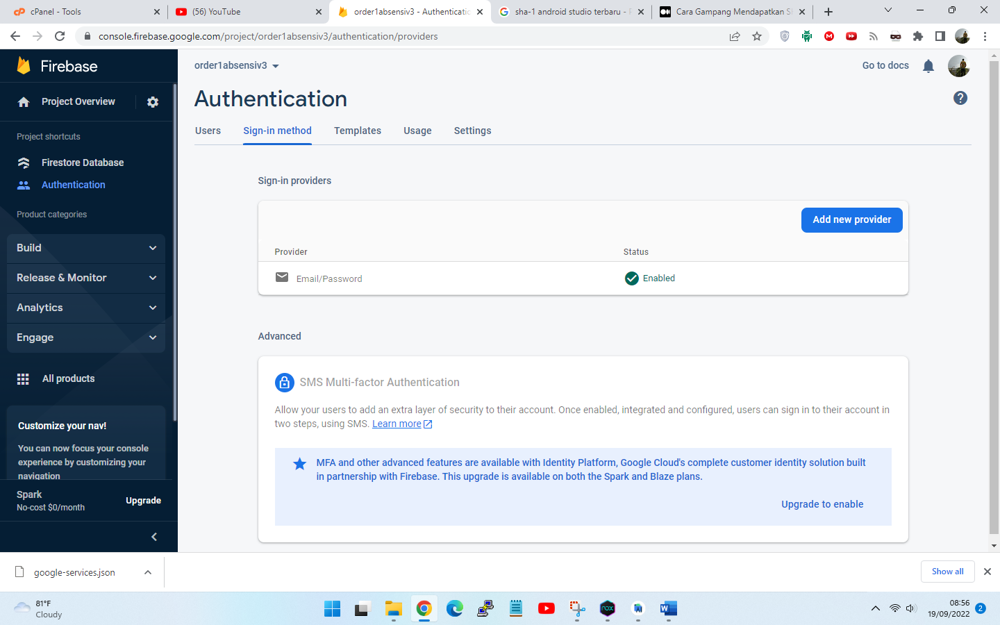 cPanel - Tools
(56) YouTube
order1absensiv3 - Authenticatic
sha-1 android studio terbaru -
Cara Gampang Mendapatkan
console.firebase.google.com/project/order1absensiv3/authentication/providers
Firebase
Project Overview
Project shortcuts
Firestore Database
Authentication
Product categories
Build
Release & Monitor
Analytics
Engage
All products
Customize your nav!
You can now focus your console
experience by customizing your
navigation
Spark
No-cost $0/month
Upgrade
order1absensiv3
Go to docs
Authentication
Users
Sign-in method
Templates
Usage
Settings
Sign-in providers
Add new provider
Provider
Status
Email/Password
Enabled
Advanced
SMS Multi-factor Authentication
Allow your users to add an extra layer of security to their account. Once enabled, integrated and configured, users can sign in to their account in
two steps, using SMS. Learn more
MFA and other advanced features are available with Identity Platform, Google Cloud's complete customer identity solution built
in partnership with Firebase. This upgrade is available on both the Spark and Blaze plans.
Upgrade to enable
google-services.json
Show all
81°F
Cloudy
08:56
19/09/2022
2